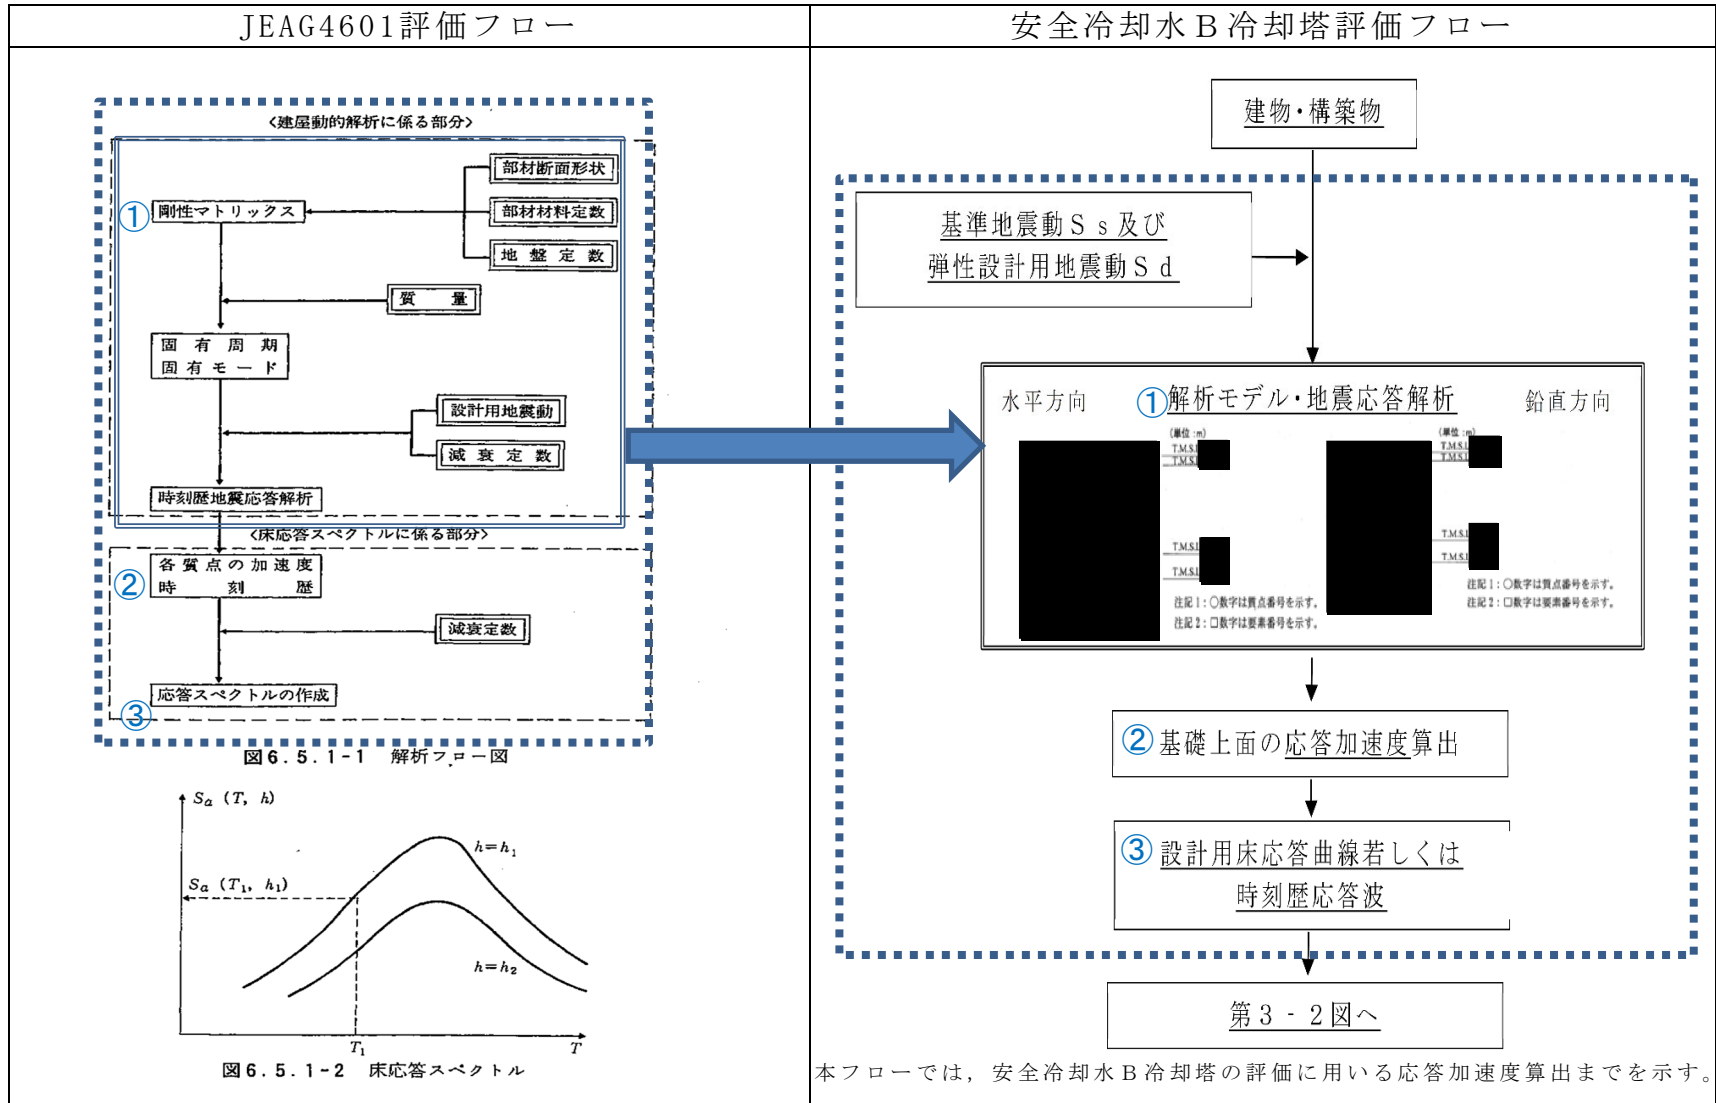 JEAG4601評価フロー
安全冷却水B冷却塔評価フロー
<建屋動的解析に係る部分>
部材断面形状
① 剛性マトリックス
部材材料定数
地盤定数
質量
固有周期
固有モード
設計用地震動
減衰定数
時刻歴地震応答解析
<床応答スペクトルに係る部分>
② 各質点の加速度
時刻歴
減衰定数
応答スペクトルの作成
③
図6.5.1-1 解析フロー図
Sa (T, h)
h=h1
Sa (T1, h1)
h=h2
T1
T
図6.5.1-2 床応答スペクトル
建物・構築物
基準地震動Ss及び
弾性設計用地震動Sd
水平方向
①解析モデル・地震応答解析
鉛直方向
(単位:m)
T.M.S.L
T.M.S.L
T.M.S.L
T.M.S.L
注記1:○数字は質点番号を示す。
注記2:□数字は要素番号を示す。
(単位:m)
T.M.S.L
T.M.S.L
T.M.S.L
T.M.S.L
注記1:○数字は質点番号を示す。
注記2:□数字は要素番号を示す。
②基礎上面の応答加速度算出
③設計用床応答曲線若しくは
時刻歴応答波
第3-2図へ
本フローでは,安全冷却水B冷却塔の評価に用いる応答加速度算出までを示す。